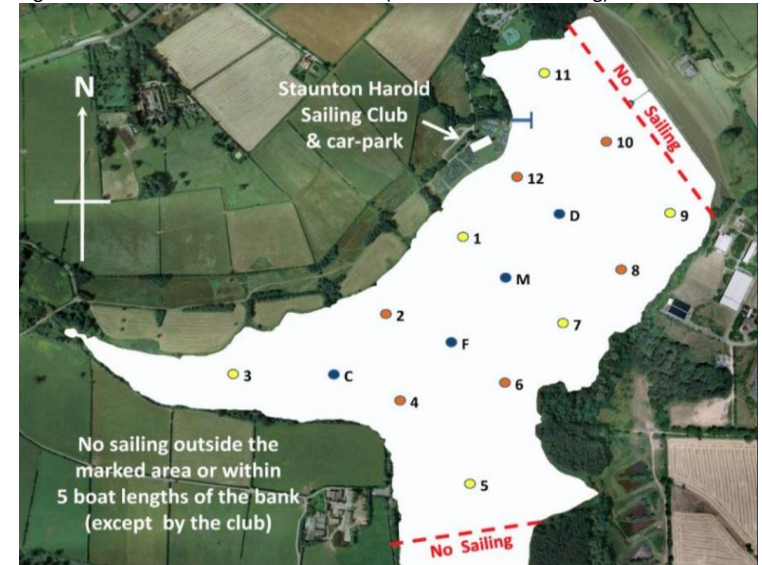 N
Staunton Harold
Sailing Club
& car-park
No
Sailing
11
10
12
D
9
1
8
M
2
7
F
3
C
6
4
5
No sailing outside the
marked area or within
5 boat lengths of the bank
(except by the club)
No Sailing